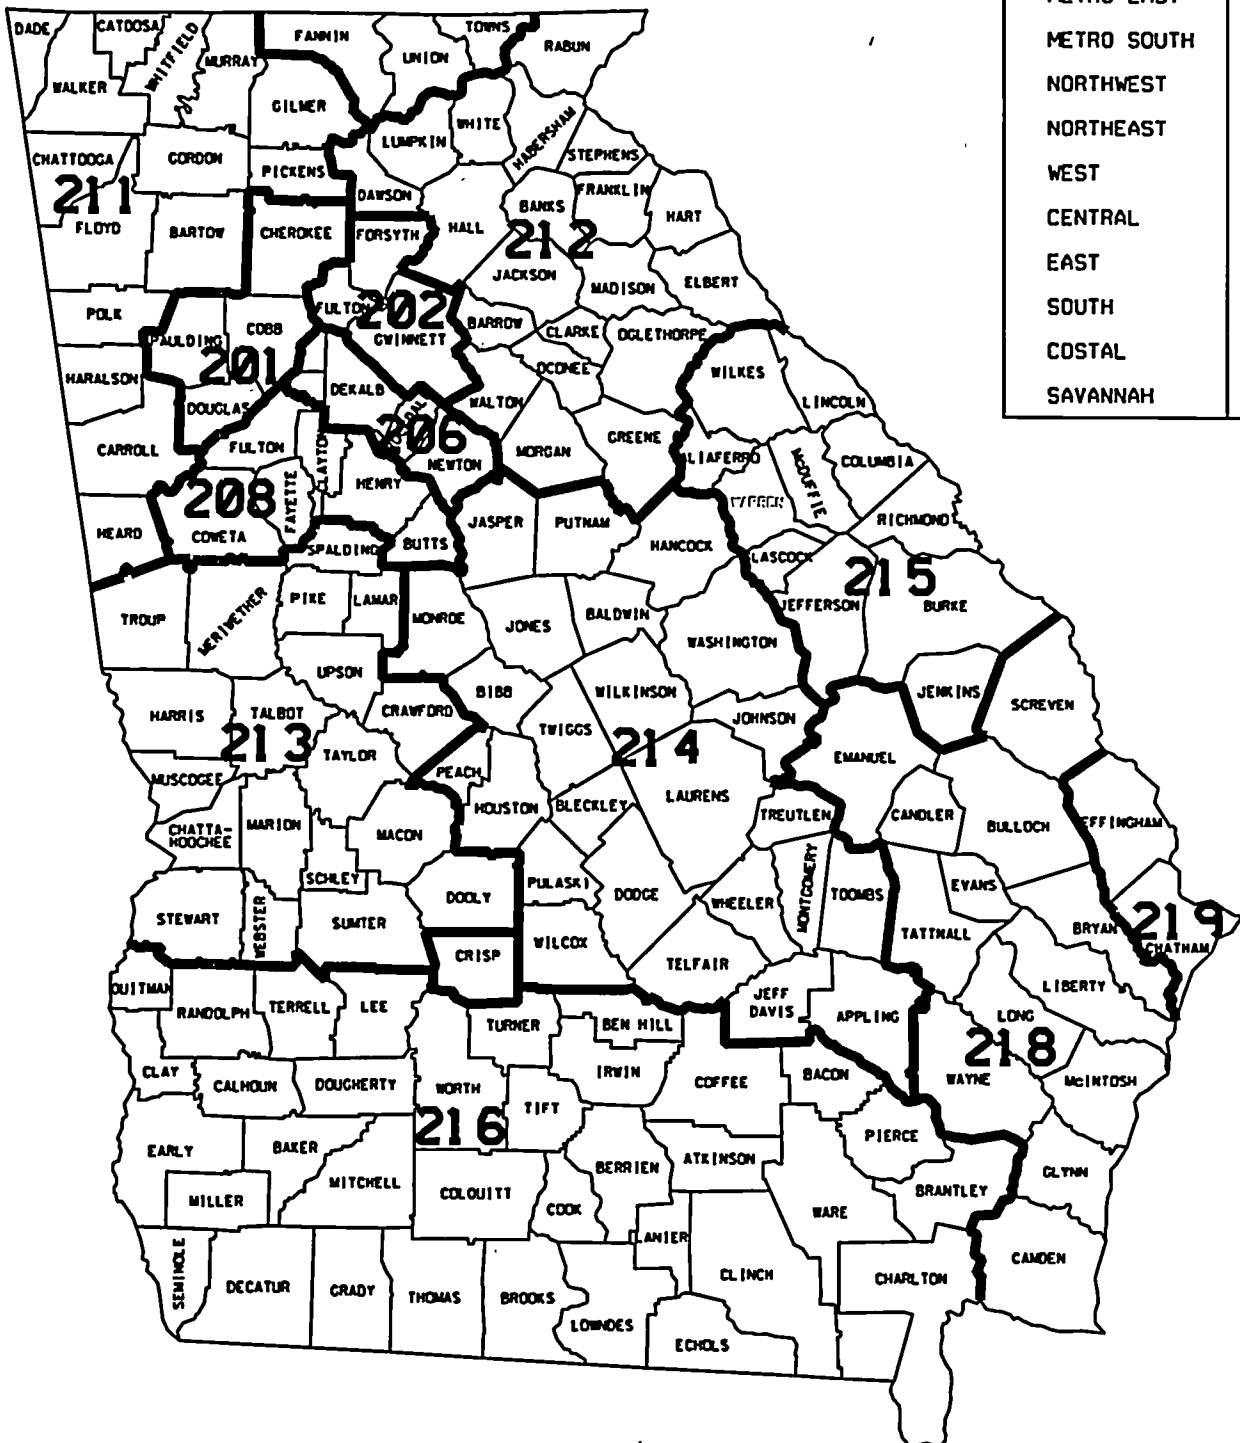 METRO EAST
METRO SOUTH
NORTHWEST
NORTHEAST
WEST
CENTRAL
EAST
SOUTH
COSTAL
SAVANNAH
DADE
CATOOSA
WHITFIELD
MURRAY
FANNIN
UNION
TOWNS
RABUN
WALKER
GILMER
LUMPKIN
WHITE
HABERSHAM
STEPHENS
CHATTOOGA
GORDON
PICKENS
DAWSON
HALL
BANKS
FRANKLIN
HART
211
FLOYD
BARTOW
CHEROKEE
FORSYTH
212
JACKSON
MADISON
ELBERT
POLK
PAULDING
COBB
FULTON
202
GWINNETT
BARROW
CLARKE
OGLETHORPE
HARALSON
201
DOUGLAS
DEKALB
WALTON
OCONEE
WILKES
LINCOLN
CARROLL
FULTON
CLAYTON
206
NEWTON
MORGAN
GREENE
ALIAFERRO
MCDUFFIE
COLUMBIA
HEARD
208
COWETA
FAYETTE
HENRY
SPALDING
BUTTS
JASPER
PUTNAM
HANCOCK
WARREN
RICHMOND
LASCOCK
215
JEFFERSON
BURKE
TROUP
MERIWETHER
PIKE
LAMAR
MONROE
JONES
BALDWIN
WASHINGTON
JENKINS
SCREVEN
UPSON
HARRIS
TALBOT
213
CRAWFORD
BIBB
TWIGGS
WILKINSON
JOHNSON
214
EMANUEL
MUSCOGEE
TAYLOR
PEACH
HOUSTON
BLECKLEY
LAURENS
TREUTLEN
CANDLER
BULLOCH
EFFINGHAM
CHATTA-
HOOCHEE
MARION
MACON
SCHLEY
DOOLY
PULASKI
DODGE
WHEELER
MONTGOMERY
TOOMBS
EVANS
STEWART
WEBSTER
SUMTER
CRISP
WILCOX
TELFAIR
TATTNALL
BRYAN
219
CHATHAM
QUITMAN
RANDOLPH
TERRELL
LEE
TURNER
BEN HILL
JEFF
DAVIS
APPLING
LONG
LIBERTY
218
WAYNE
McINTOSH
CLAY
CALHOUN
DOUGHERTY
WORTH
216
TIFT
IRWIN
COFFEE
BACON
PIERCE
EARLY
BAKER
MILLER
MITCHELL
COLQUITT
COOK
BERRIEN
ATKINSON
WARE
BRANTLEY
GLYNN
SEMINOLE
DECATUR
GRADY
THOMAS
BROOKS
LOWNDES
LANIER
CLINCH
ECHOLS
CHARLTON
CAMDEN